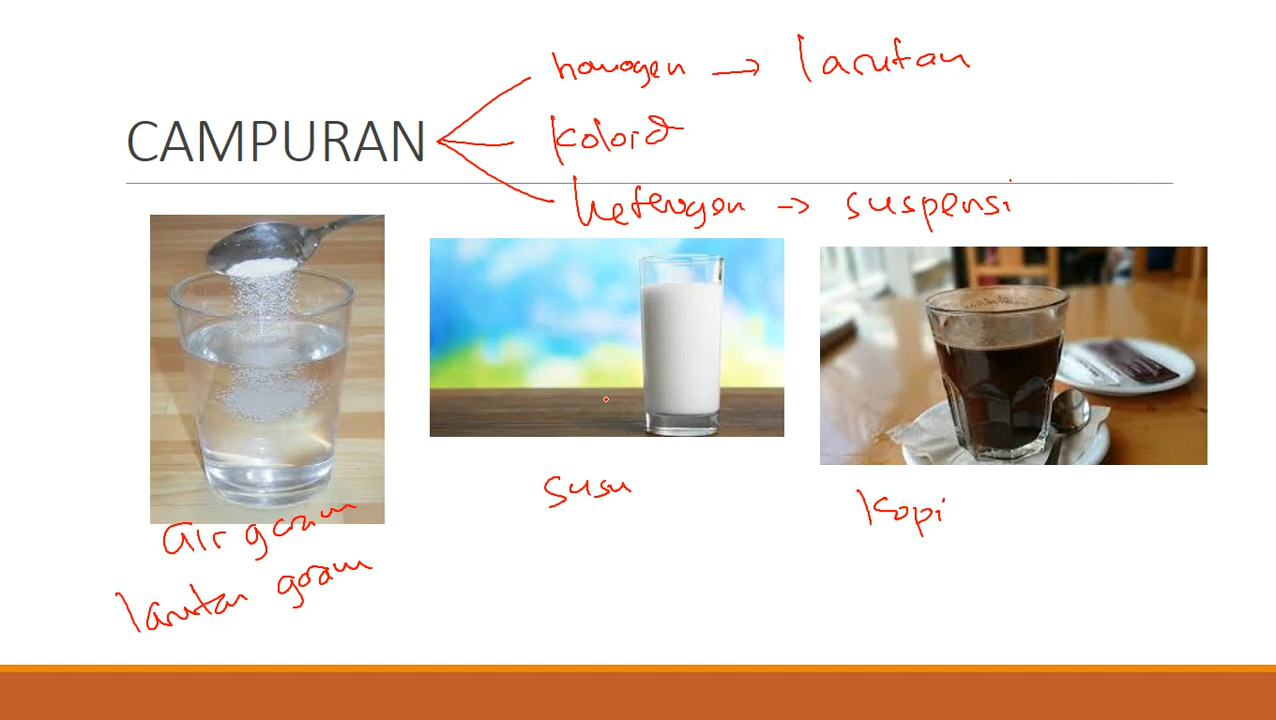 homogen → larutan
CAMPURAN
koloid
heterogen → suspensi
susu
kopi
air garam
larutan garam